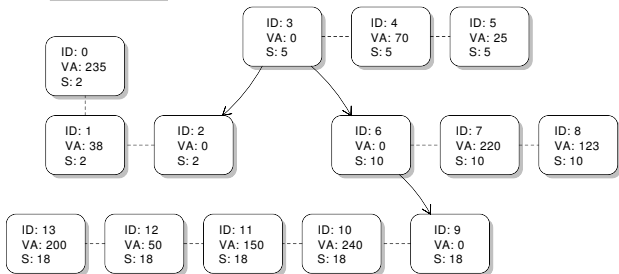 ID: 3
VA: 0
S: 5
ID: 4
VA: 70
S: 5
ID: 5
VA: 25
S: 5
ID: 0
VA: 235
S: 2
ID: 1
VA: 38
S: 2
ID: 2
VA: 0
S: 2
ID: 6
VA: 0
S: 10
ID: 7
VA: 220
S: 10
ID: 8
VA: 123
S: 10
ID: 13
VA: 200
S: 18
ID: 12
VA: 50
S: 18
ID: 11
VA: 150
S: 18
ID: 10
VA: 240
S: 18
ID: 9
VA: 0
S: 18